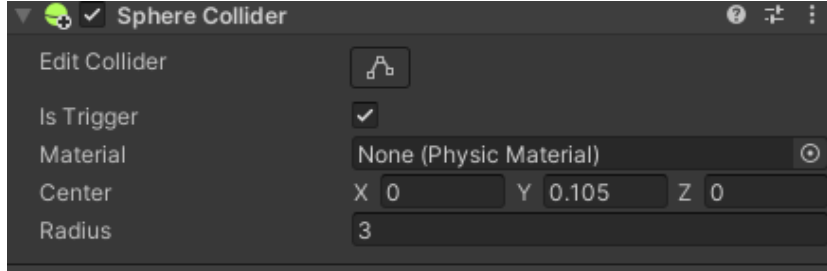 Sphere Collider
Edit Collider
Is Trigger
Material None (Physic Material)
Center X 0 Y 0.105 Z 0
Radius 3